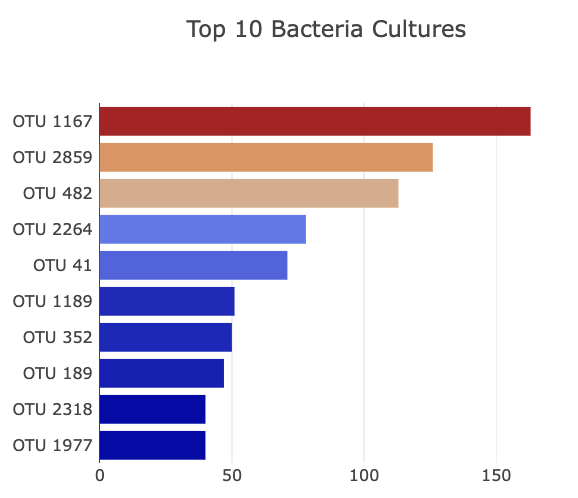 Top 10 Bacteria Cultures
OTU 1167
OTU 2859
OTU 482
OTU 2264
OTU 41
OTU 1189
OTU 352
OTU 189
OTU 2318
OTU 1977
0 50 100 150